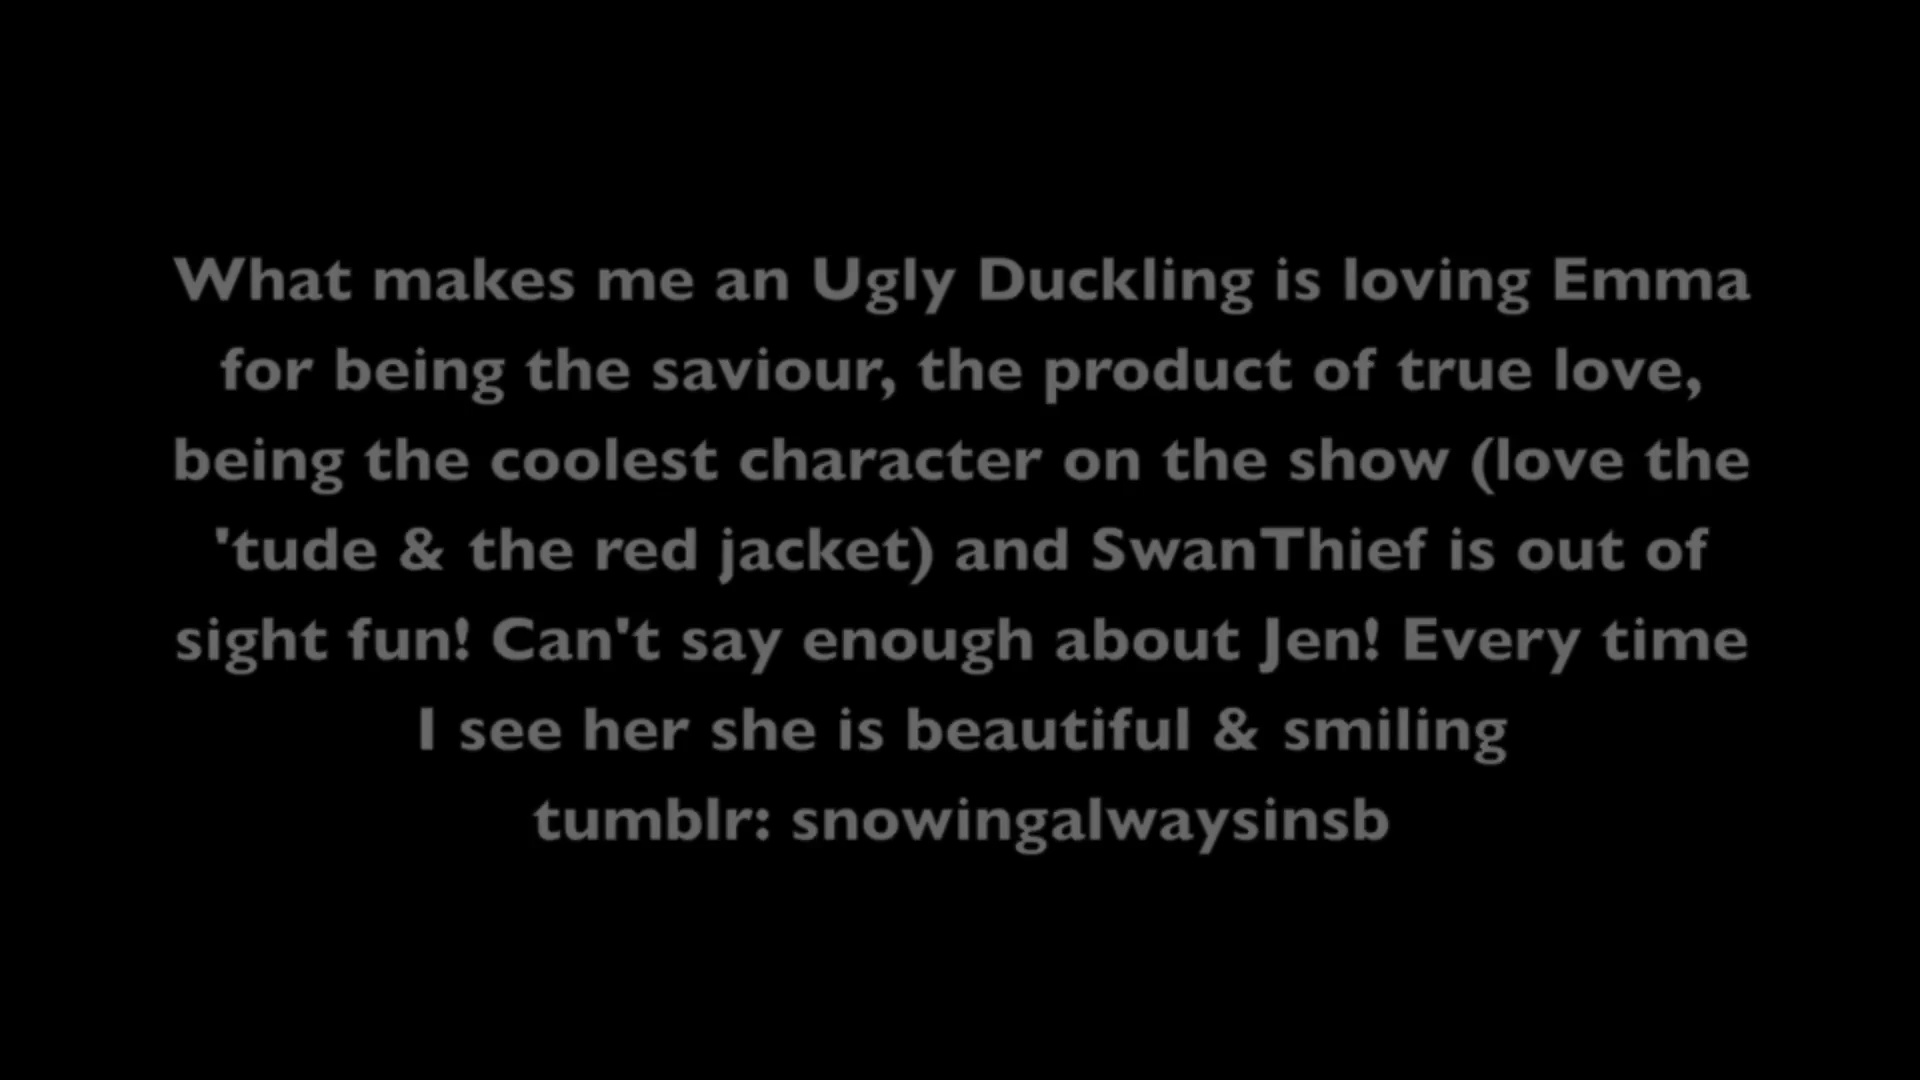 What makes me an Ugly Duckling is loving Emma
for being the saviour, the product of true love,
being the coolest character on the show (love the
'tude & the red jacket) and SwanThief is out of
sight fun! Can't say enough about Jen! Every time
I see her she is beautiful & smiling
tumblr: snowingalwaysinsb